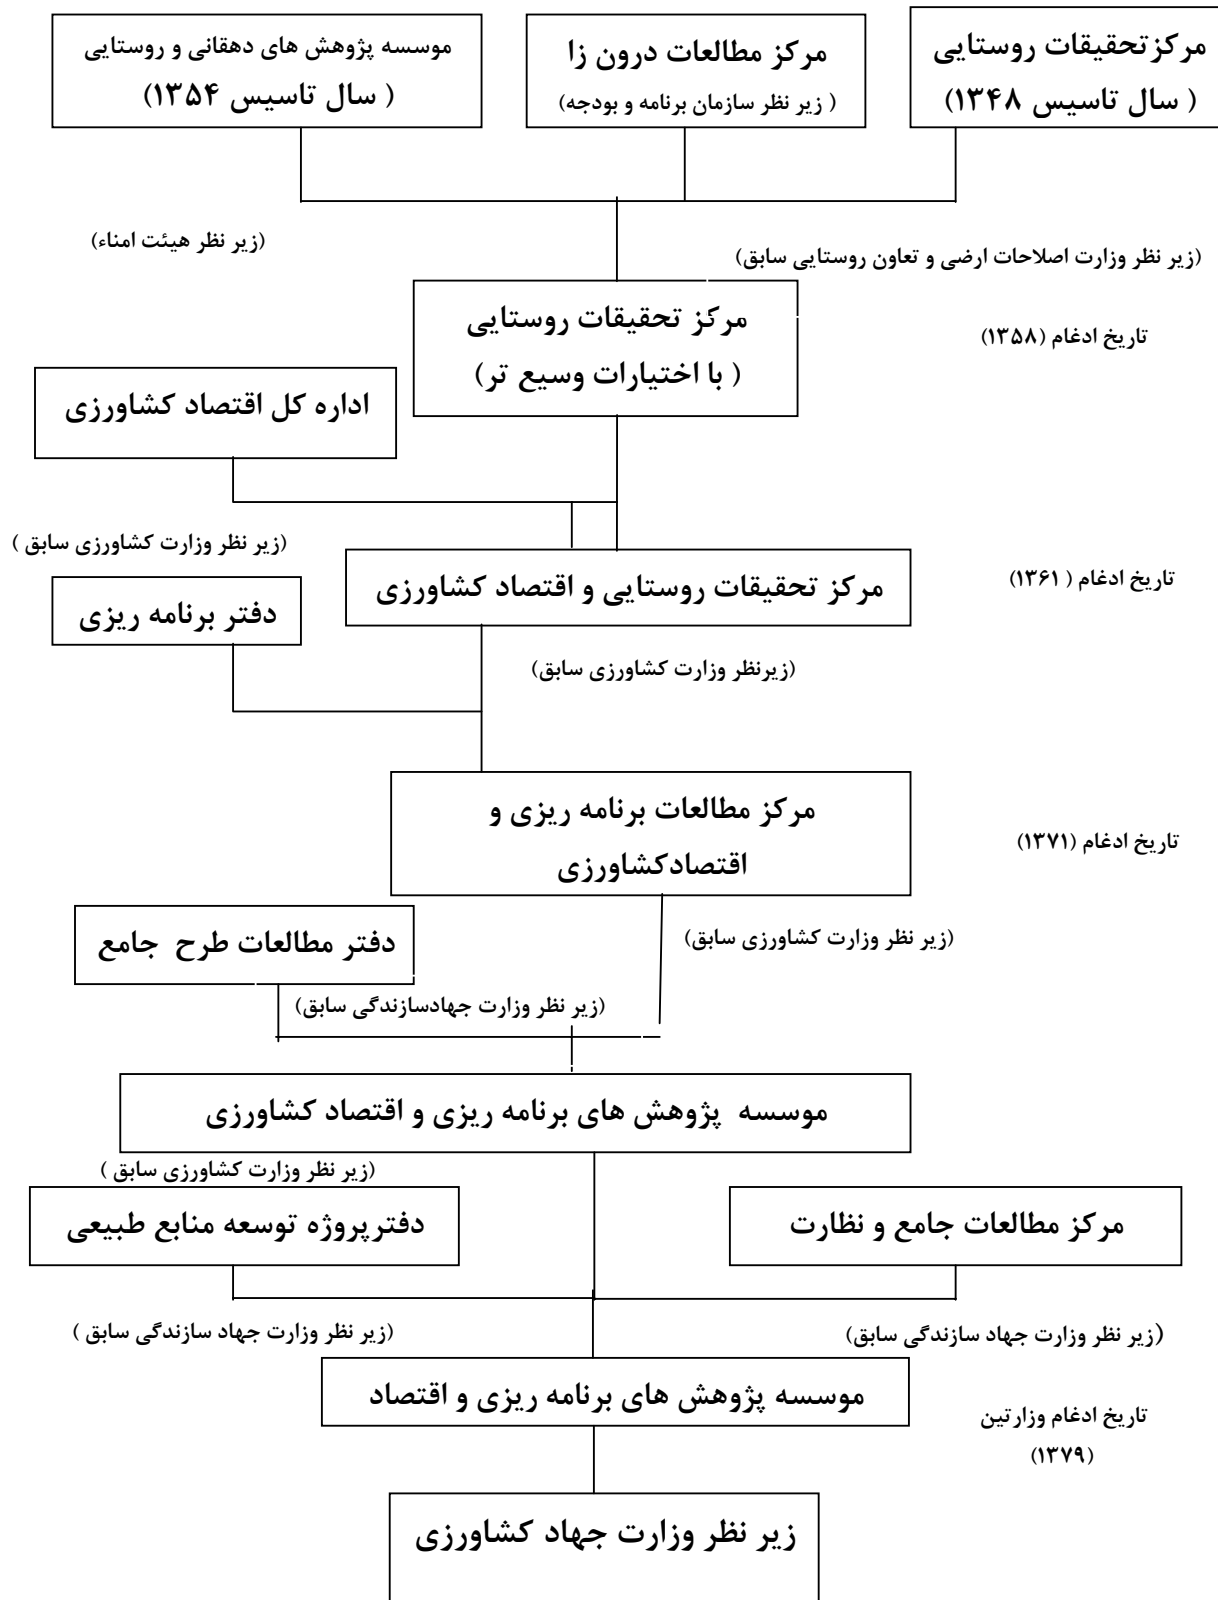 مرکزتحقیقات روستایی
( سال تاسیس ۱۳۴۸)
مرکز مطالعات درون زا
( زیر نظر سازمان برنامه و بودجه)
موسسه پژوهش های دهقانی و روستایی
( سال تاسیس ۱۳۵۴)
(زیر نظر وزارت اصلاحات ارضی و تعاون روستایی سابق)
(زیر نظر هیئت امناء)
مرکز تحقیقات روستایی
( با اختیارات وسیع تر)
تاریخ ادغام (۱۳۵۸)
اداره کل اقتصاد کشاورزی
(زیر نظر وزارت کشاورزی سابق )
تاریخ ادغام ( ۱۳۶۱)
مرکز تحقیقات روستایی و اقتصاد کشاورزی
دفتر برنامه ریزی
(زیرنظر وزارت کشاورزی سابق)
مرکز مطالعات برنامه ریزی و
اقتصادکشاورزی
تاریخ ادغام (۱۳۷۱)
(زیر نظر وزارت کشاورزی سابق)
دفتر مطالعات طرح جامع
(زیر نظر وزارت جهادسازندگی سابق)
موسسه پژوهش های برنامه ریزی و اقتصاد کشاورزی
(زیر نظر وزارت کشاورزی سابق )
مرکز مطالعات جامع و نظارت
دفترپروژه توسعه منابع طبیعی
(زیر نظر وزارت جهاد سازندگی سابق)
(زیر نظر وزارت جهاد سازندگی سابق )
موسسه پژوهش های برنامه ریزی و اقتصاد
تاریخ ادغام وزارتین
(۱۳۷۹)
زیر نظر وزارت جهاد کشاورزی